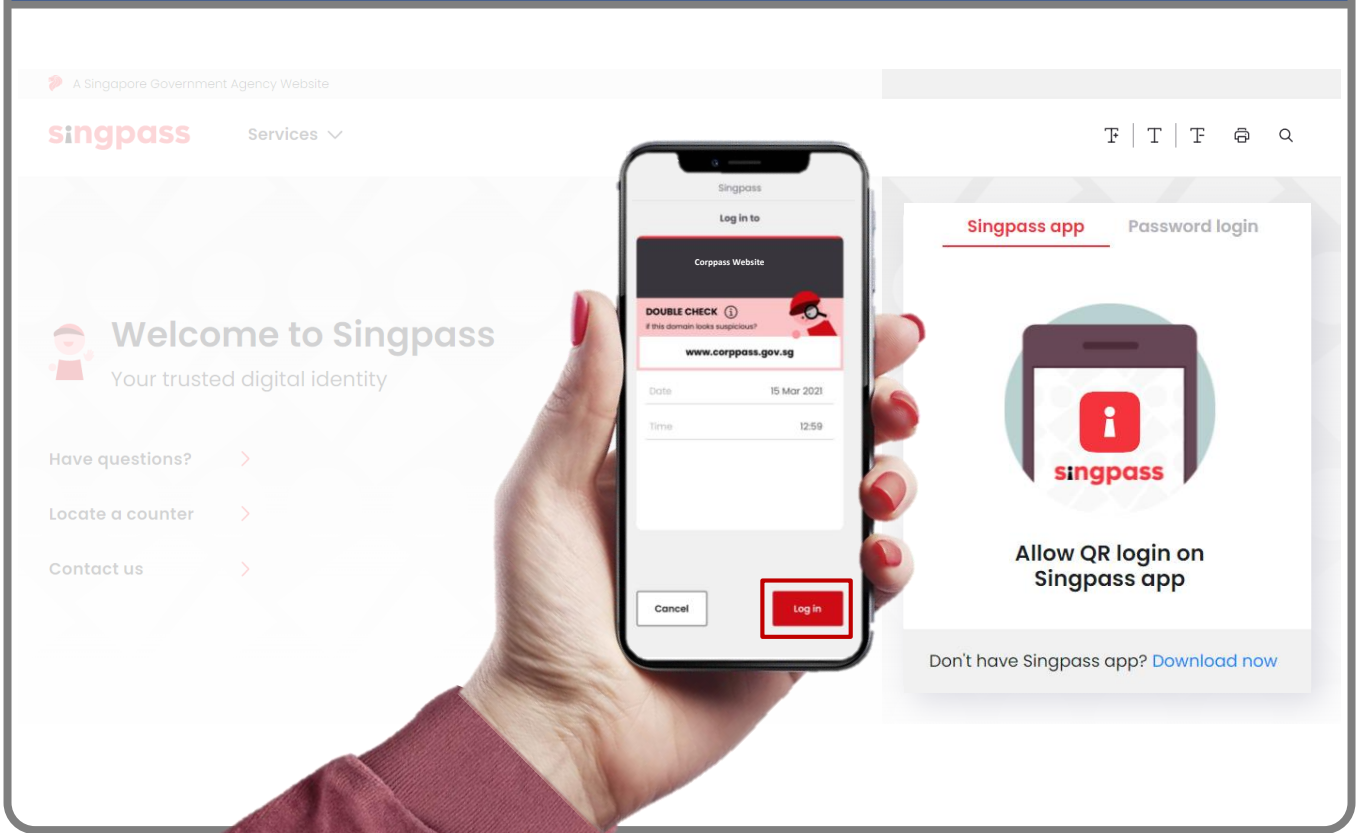 A Singapore Government Agency Website
singpass
Services
T+ T T-
Welcome to Singpass
Your trusted digital identity
Have questions?
Locate a counter
Contact us
Singpass
Log in to
Corppass Website
DOUBLE CHECK i
if this domain looks suspicious?
www.corppass.gov.sg
Date 15 Mar 2021
Time 12:59
Cancel Log in
Singpass app Password login
singpass
Allow QR login on
Singpass app
Don't have Singpass app? Download now